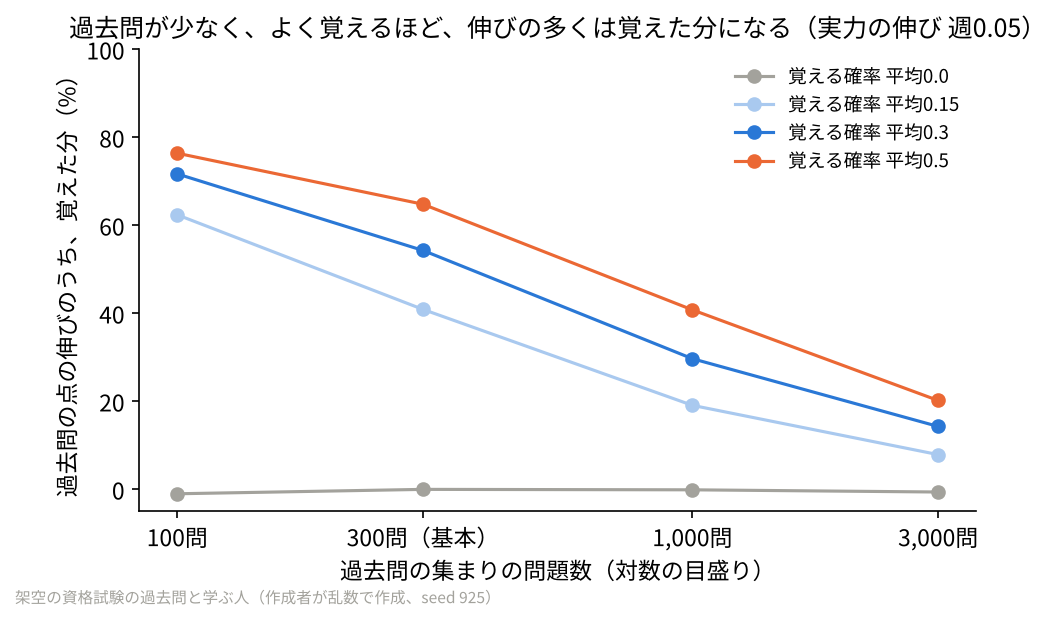 過去問が少なく、よく覚えるほど、伸びの多くは覚えた分になる（実力の伸び 週0.05）
過去問の点の伸びのうち、覚えた分（%）
100
80
60
40
20
0
覚える確率 平均0.0
覚える確率 平均0.15
覚える確率 平均0.3
覚える確率 平均0.5
100問
300問（基本）
1,000問
3,000問
過去問の集まりの問題数（対数の目盛り）
架空の資格試験の過去問と学ぶ人（作成者が乱数で作成、seed 925）